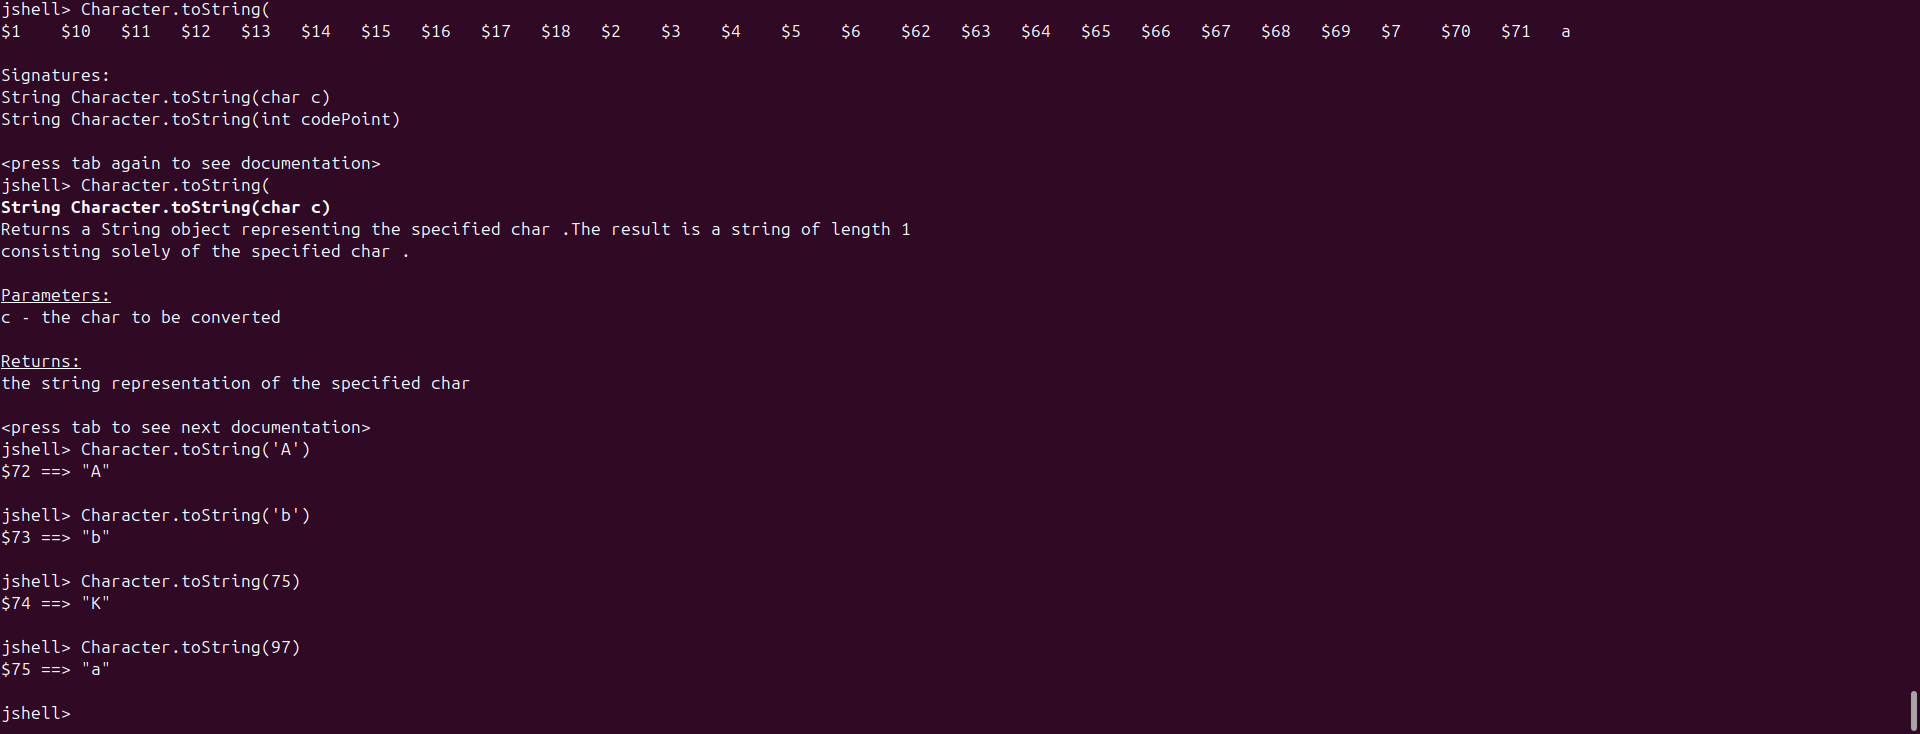 jshell> Character.toString(
$1 $10 $11 $12 $13 $14 $15 $16 $17 $18 $2 $3 $4 $5 $6 $62 $63 $64 $65 $66 $67 $68 $69 $7 $70 $71 a
Signatures:
String Character.toString(char c)
String Character.toString(int codePoint)
<press tab again to see documentation>
jshell> Character.toString(
String Character.toString(char c)
Returns a String object representing the specified char .The result is a string of length 1
consisting solely of the specified char .
Parameters:
c - the char to be converted
Returns:
the string representation of the specified char
<press tab to see next documentation>
jshell> Character.toString('A')
$72 ==> "A"
jshell> Character.toString('b')
$73 ==> "b"
jshell> Character.toString(75)
$74 ==> "K"
jshell> Character.toString(97)
$75 ==> "a"
jshell>